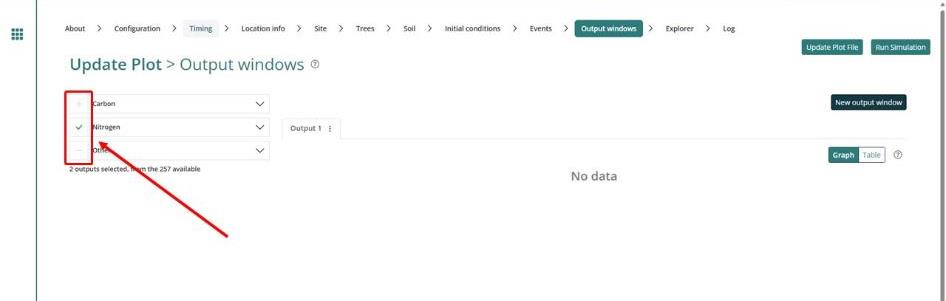 About > Configuration > Timing > Location info > Site > Trees > Soil > Initial conditions > Events > Output windows > Explorer > Log
Update Plot File Run Simulation
Update Plot > Output windows
Carbon
New output window
Nitrogen
Output 1
Other
Graph Table
2 outputs selected, from the 257 available
No data